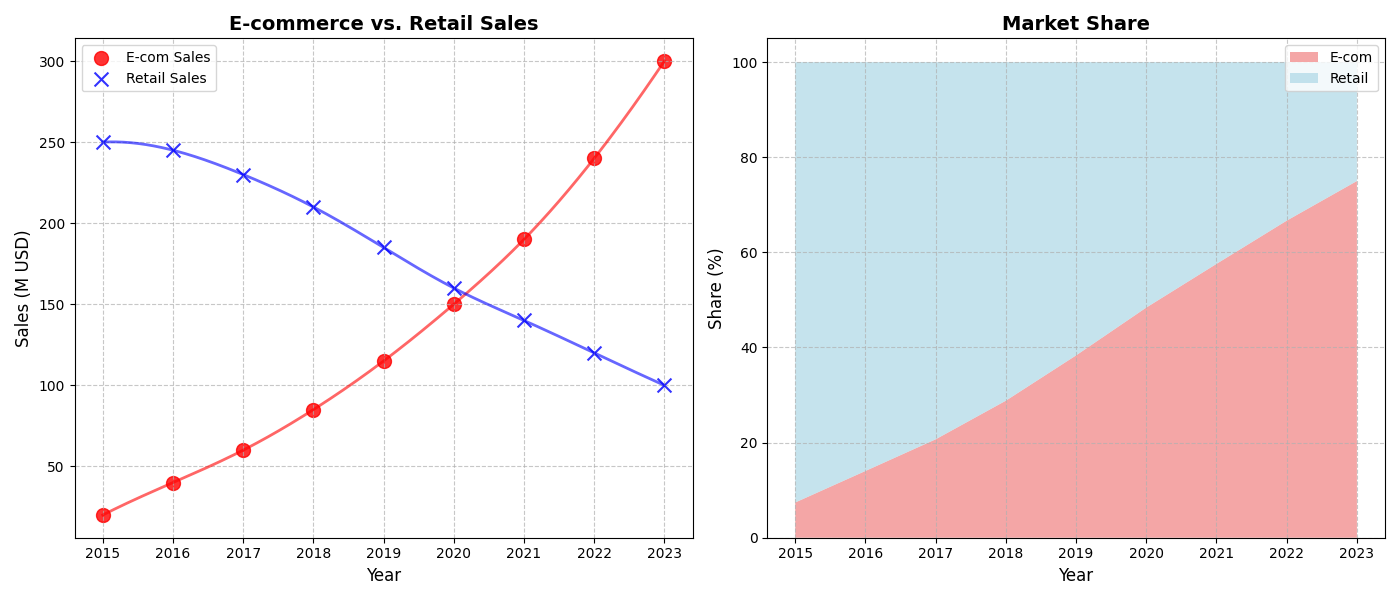 E-commerce vs. Retail Sales
E-com Sales
Retail Sales
Sales (M USD)
300
250
200
150
100
50
2015 2016 2017 2018 2019 2020 2021 2022 2023
Year
Market Share
E-com
Retail
Share (%)
100
80
60
40
20
0
2015 2016 2017 2018 2019 2020 2021 2022 2023
Year